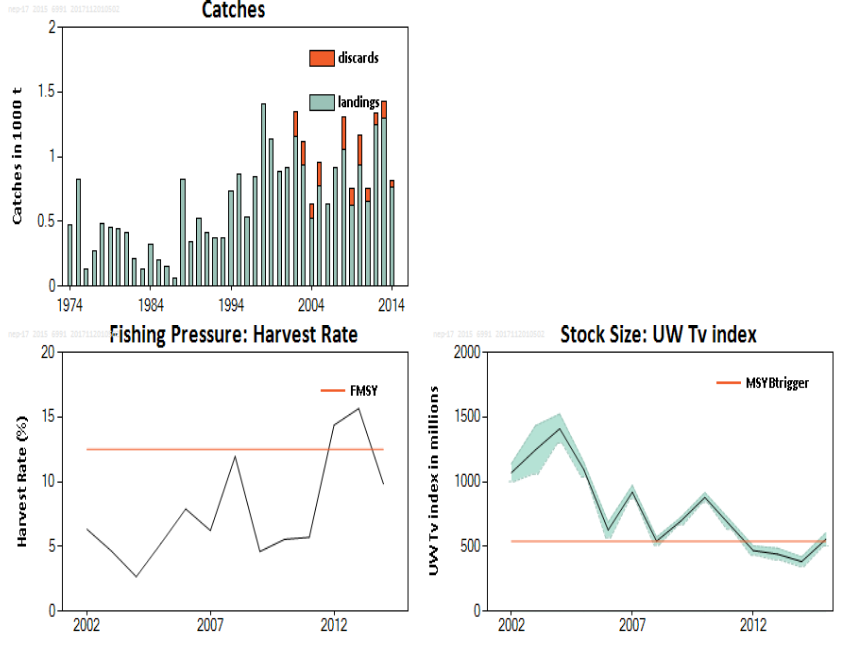 Catches
2
1.5
1
0.5
0
Catches in 1000 t
discards
landings
1974
1984
1994
2004
2014
Fishing Pressure: Harvest Rate
20
15
10
5
0
Harvest Rate (%)
FMSY
2002
2007
2012
Stock Size: UW Tv index
2000
1500
1000
500
0
UW Tv index in millions
MSYBtrigger
2002
2007
2012